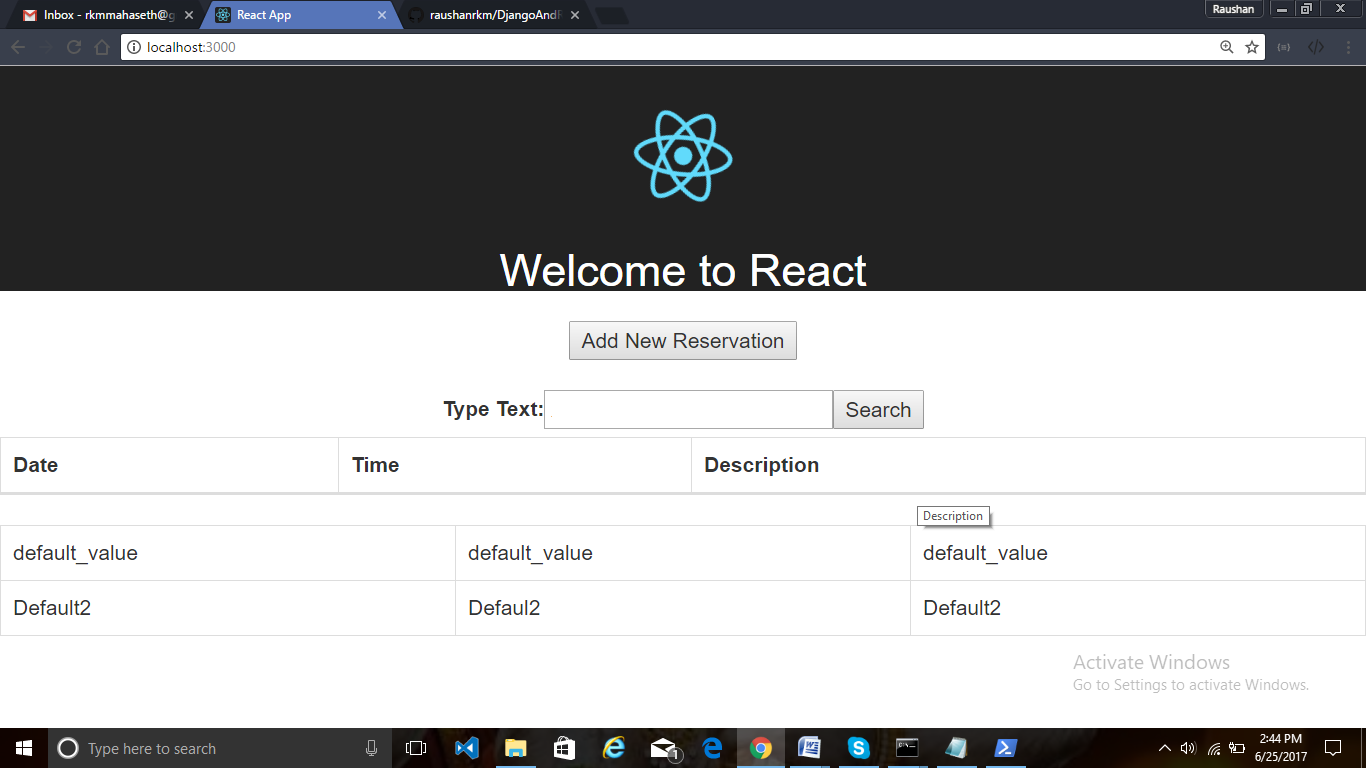 Inbox - rkmmahaseth@g
React App
raushanrkm/DjangoAndR
Raushan
localhost:3000
Welcome to React
Add New Reservation
Type Text: Search
Date Time Description
Description
default_value default_value default_value
Default2 Defaul2 Default2
Activate Windows
Go to Settings to activate Windows.
Type here to search
1
2:44 PM
6/25/2017